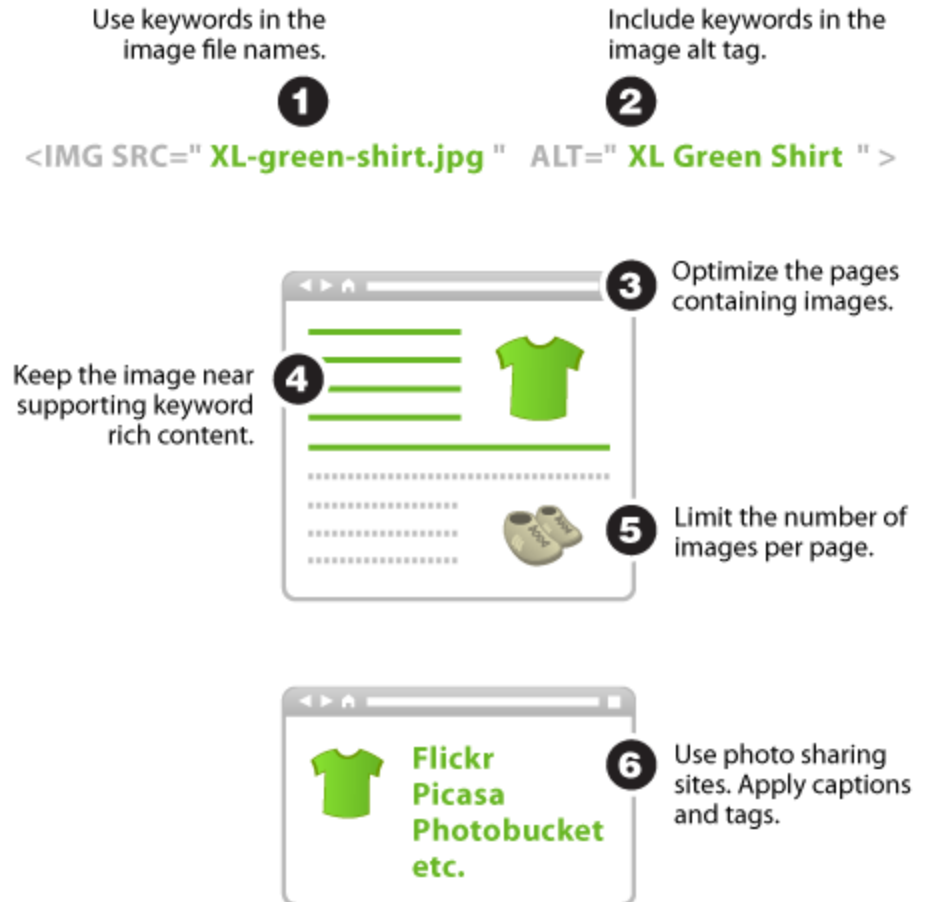 Use keywords in the
image file names.
Include keywords in the
image alt tag.
1
2
<IMG SRC=" XL-green-shirt.jpg " ALT=" XL Green Shirt " >
3
Optimize the pages
containing images.
4
Keep the image near
supporting keyword
rich content.
5
Limit the number of
images per page.
Flickr
Picasa
Photobucket
etc.
6
Use photo sharing
sites. Apply captions
and tags.